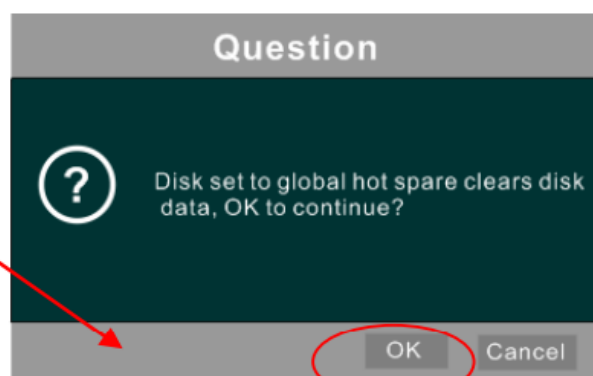 Question
?
Disk set to global hot spare clears disk
data, OK to continue?
OK Cancel